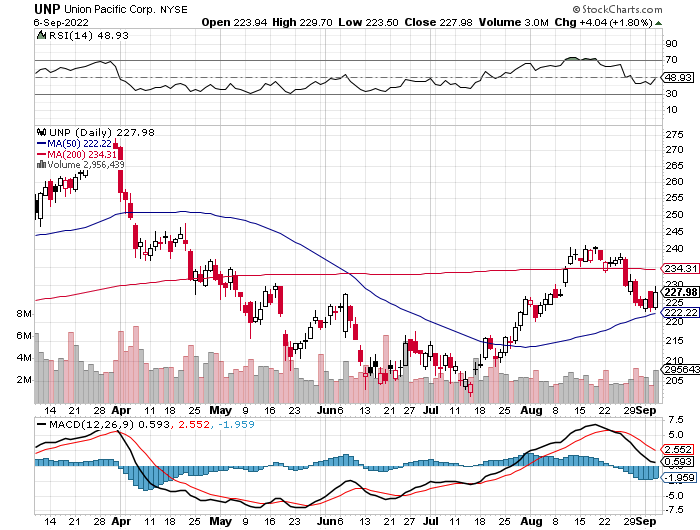 UNP Union Pacific Corp. NYSE © StockCharts.com
6-Sep-2022 Open 223.94 High 229.70 Low 223.50 Close 227.98 Volume 3.0M Chg +4.04 (+1.80%)
RSI(14) 48.93
90
70
48.93
30
10
UNP (Daily) 227.98
MA(50) 222.22
MA(200) 234.31
Volume 2,956,439
275
270
265
260
255
250
245
240
234.31
230
227.98
225
222.22
220
215
210
205
8M
6M
4M
2M
295643
14 21 28 Apr 11 18 25 May 9 16 23 Jun 6 13 21 27 Jul 11 18 25 Aug 8 15 22 29 Sep
MACD(12,26,9) 0.593, 2.552, -1.959
7.5
5.0
2.552
0.593
-1.959
-5.0
-7.5
14 21 28 Apr 11 18 25 May 9 16 23 Jun 6 13 21 27 Jul 11 18 25 Aug 8 15 22 29 Sep